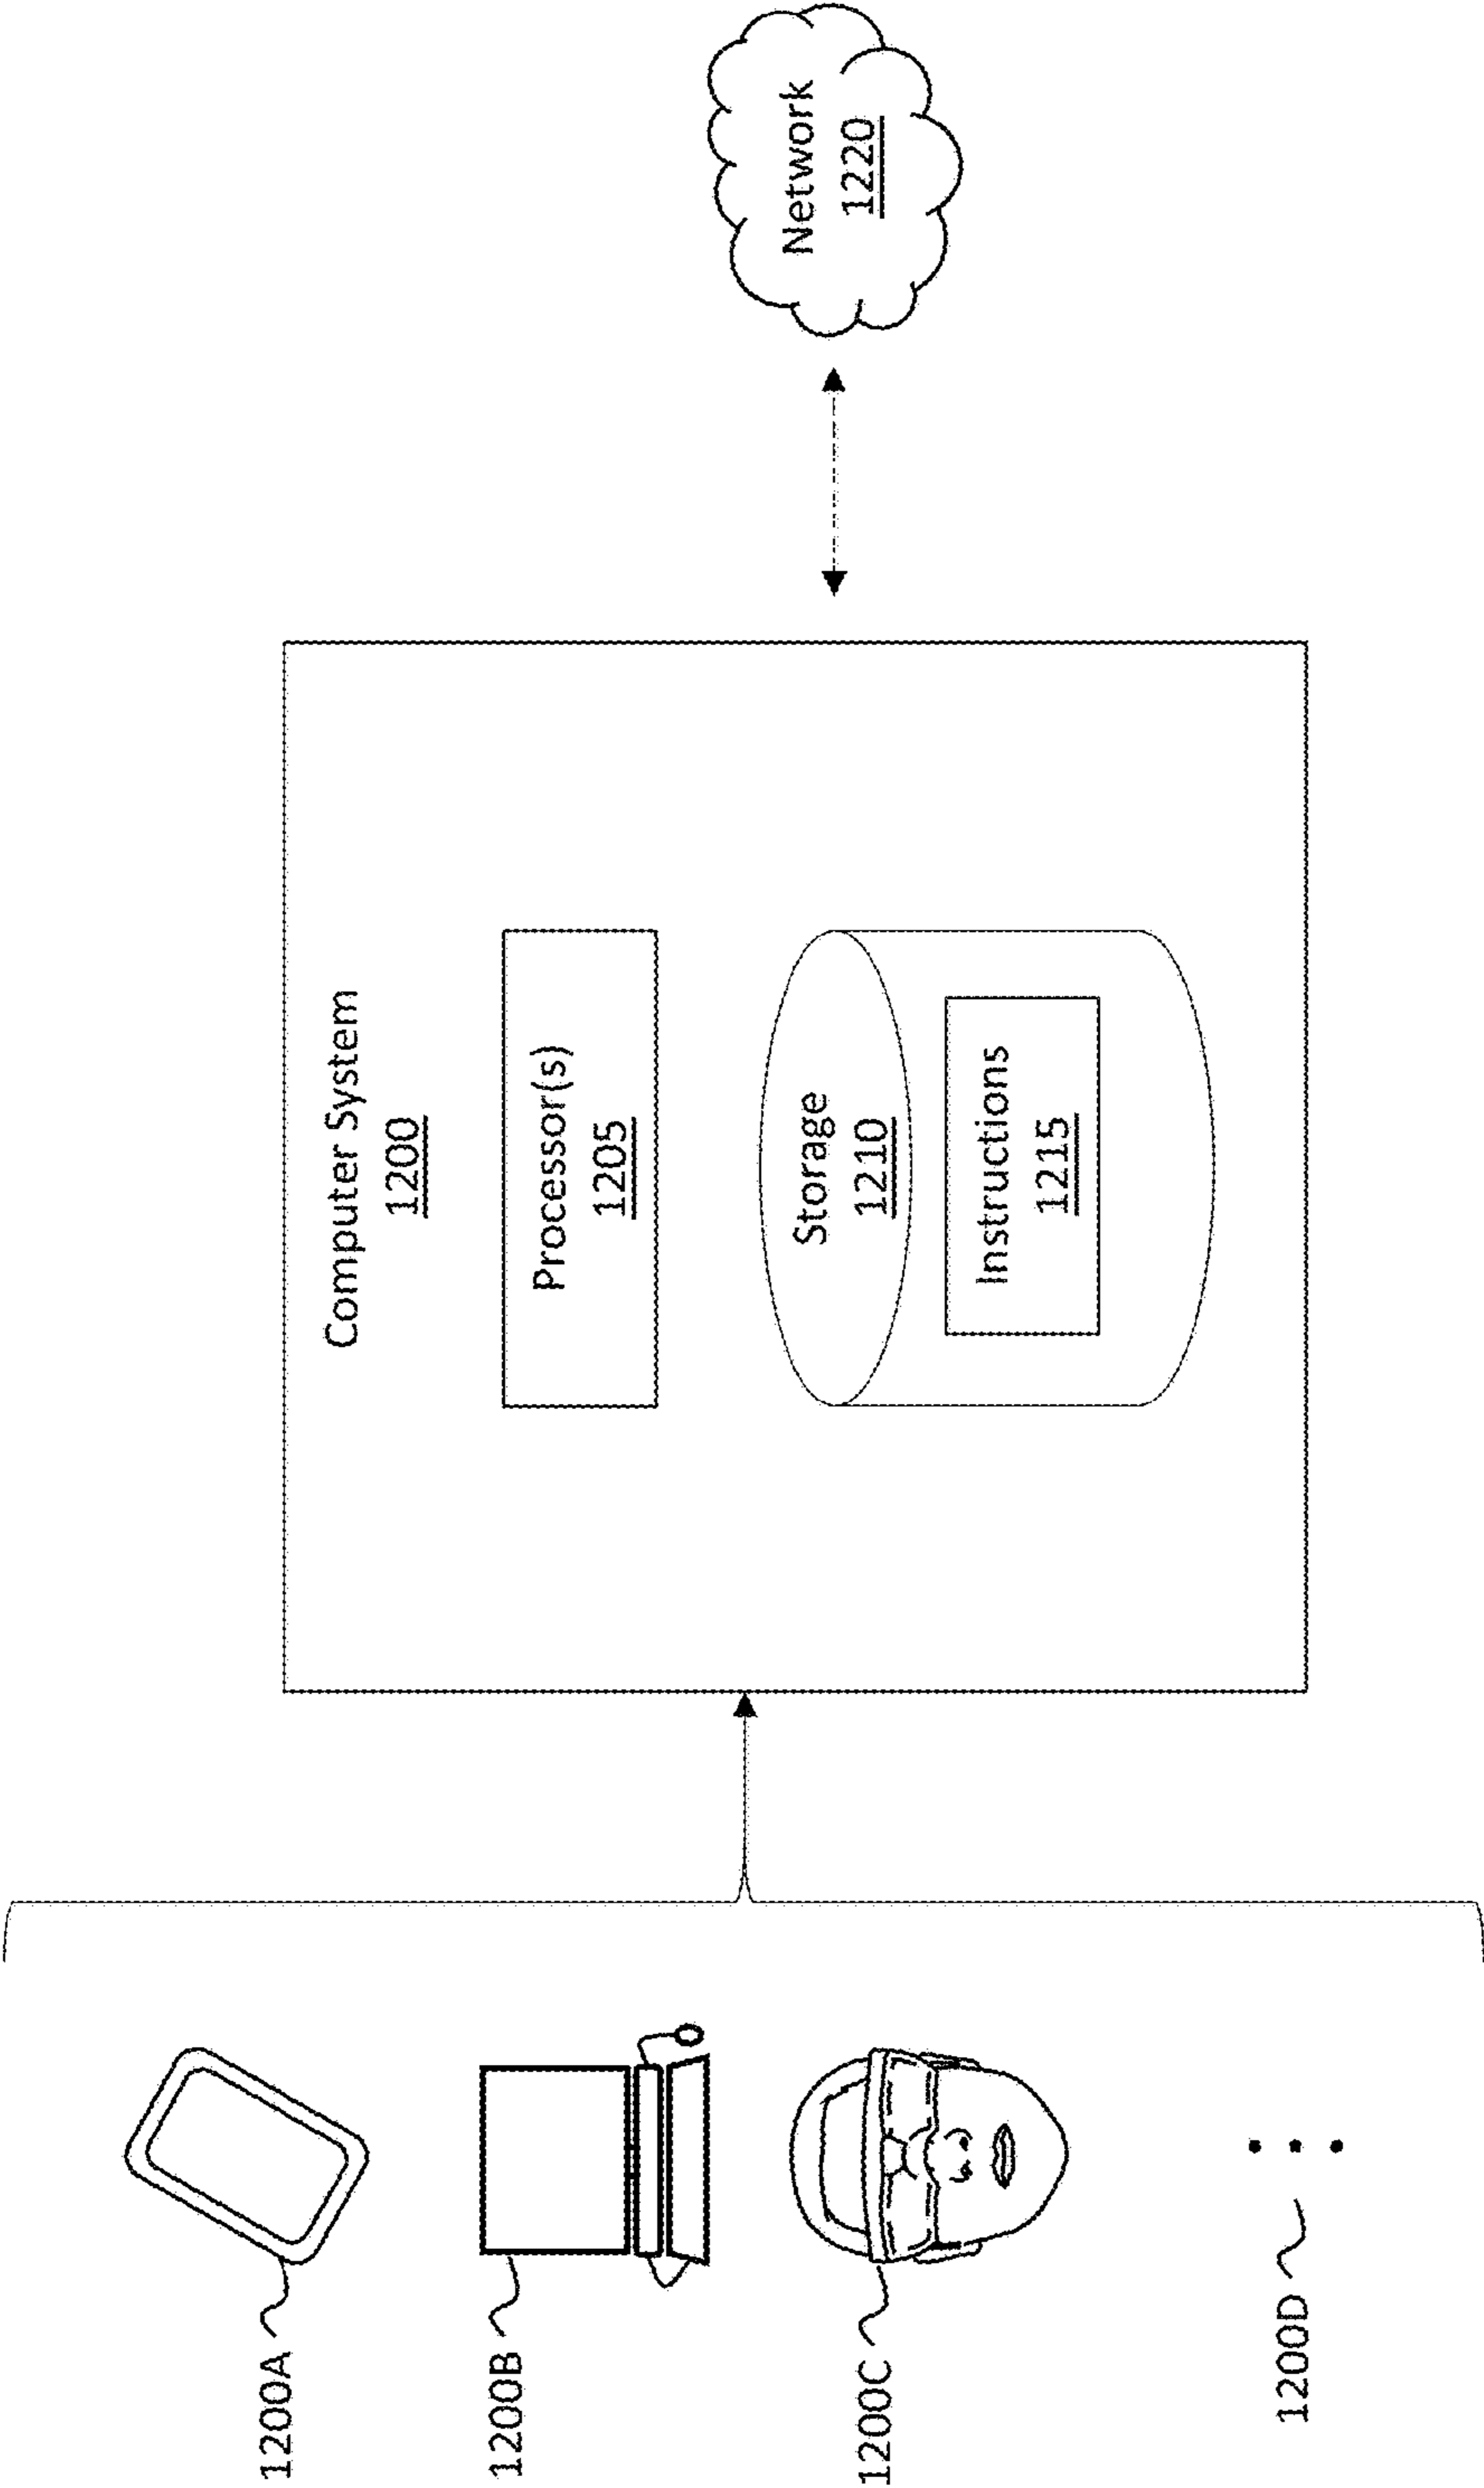 1200A
1200B
1200C
1200D
Computer System
1200
Processor(s)
1205
Storage
1210
Instructions
1215
Network
1220